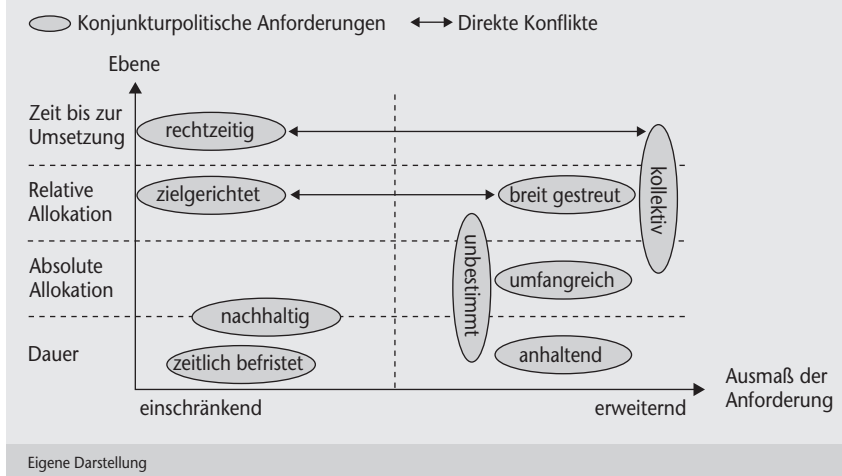 Konjunkturpolitische Anforderungen Direkte Konflikte
Ebene
Zeit bis zur
Umsetzung
rechtzeitig
kollektiv
Relative
Allokation
zielgerichtet
breit gestreut
unbestimmt
Absolute
Allokation
umfangreich
nachhaltig
Dauer
zeitlich befristet
anhaltend
Ausmaß der
Anforderung
einschränkend
erweiternd
Eigene Darstellung